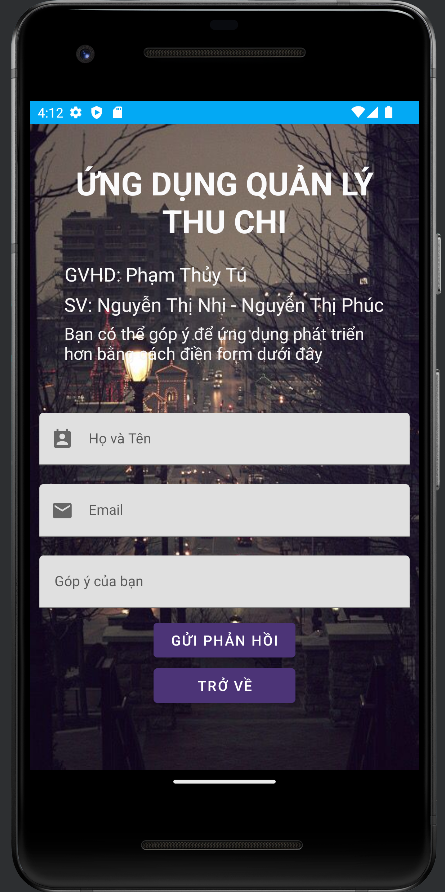 4:12
ỨNG DỤNG QUẢN LÝ
THU CHI
GVHD: Phạm Thủy Tú
SV: Nguyễn Thị Nhi - Nguyễn Thị Phúc
Bạn có thể góp ý để ứng dụng phát triển
hơn bằng cách điền form dưới đây
Họ và Tên
Email
Góp ý của bạn
GỬI PHẢN HỒI
TRỞ VỀ